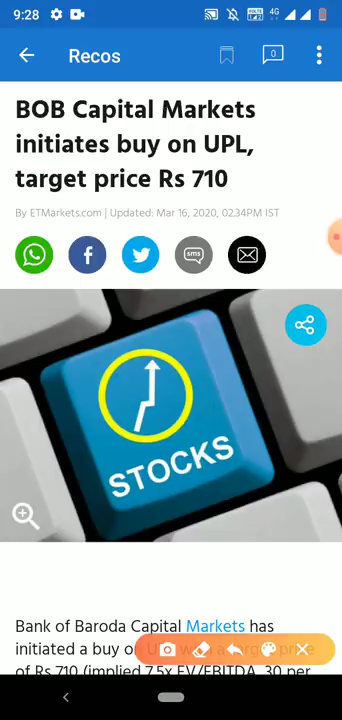 9:28
4G
Recos
0
BOB Capital Markets
initiates buy on UPL,
target price Rs 710
By ETMarkets.com | Updated: Mar 16, 2020, 02.34PM IST
sms
STOCKS
Bank of Baroda Capital Markets has
initiated a buy
of Rs 710 (implied 7.5x EV/EBITDA, 30 per